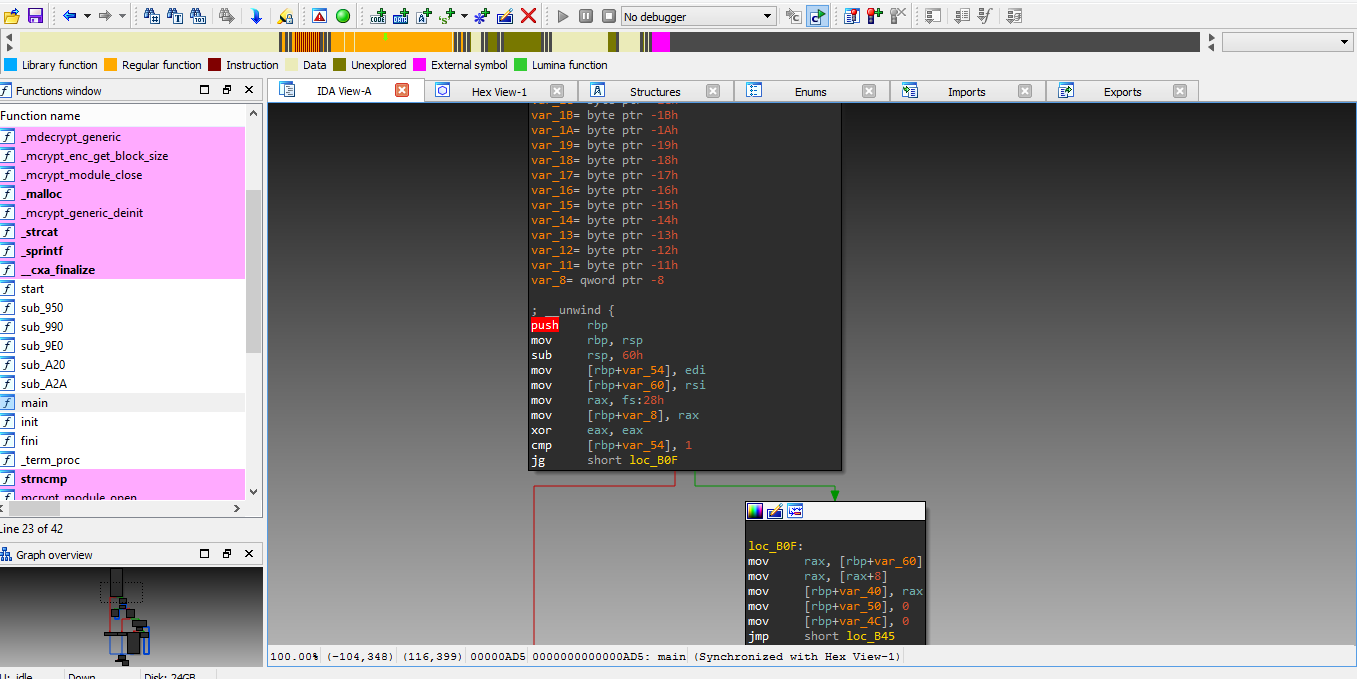 No debugger
Library function Regular function Instruction Data Unexplored External symbol Lumina function
Functions window
IDA View-A Hex View-1 Structures Enums Imports Exports
Function name
_mdecrypt_generic
_mcrypt_enc_get_block_size
_mcrypt_module_close
_malloc
_mcrypt_generic_deinit
_strcat
_sprintf
__cxa_finalize
start
sub_950
sub_990
sub_9E0
sub_A20
sub_A2A
main
init
fini
_term_proc
strncmp
mcrypt_module_open
Line 23 of 42
Graph overview
var_1B= byte ptr -1Bh
var_1A= byte ptr -1Ah
var_19= byte ptr -19h
var_18= byte ptr -18h
var_17= byte ptr -17h
var_16= byte ptr -16h
var_15= byte ptr -15h
var_14= byte ptr -14h
var_13= byte ptr -13h
var_12= byte ptr -12h
var_11= byte ptr -11h
var_8= qword ptr -8
; __unwind {
push rbp
mov rbp, rsp
sub rsp, 60h
mov [rbp+var_54], edi
mov [rbp+var_60], rsi
mov rax, fs:28h
mov [rbp+var_8], rax
xor eax, eax
cmp [rbp+var_54], 1
jg short loc_B0F
loc_B0F:
mov rax, [rbp+var_60]
mov rax, [rax+8]
mov [rbp+var_40], rax
mov [rbp+var_50], 0
mov [rbp+var_4C], 0
jmp short loc_B45
100.00% (-104,348) (116,399) 00000AD5 0000000000000AD5: main (Synchronized with Hex View-1)
idle Down Disk: 24GB